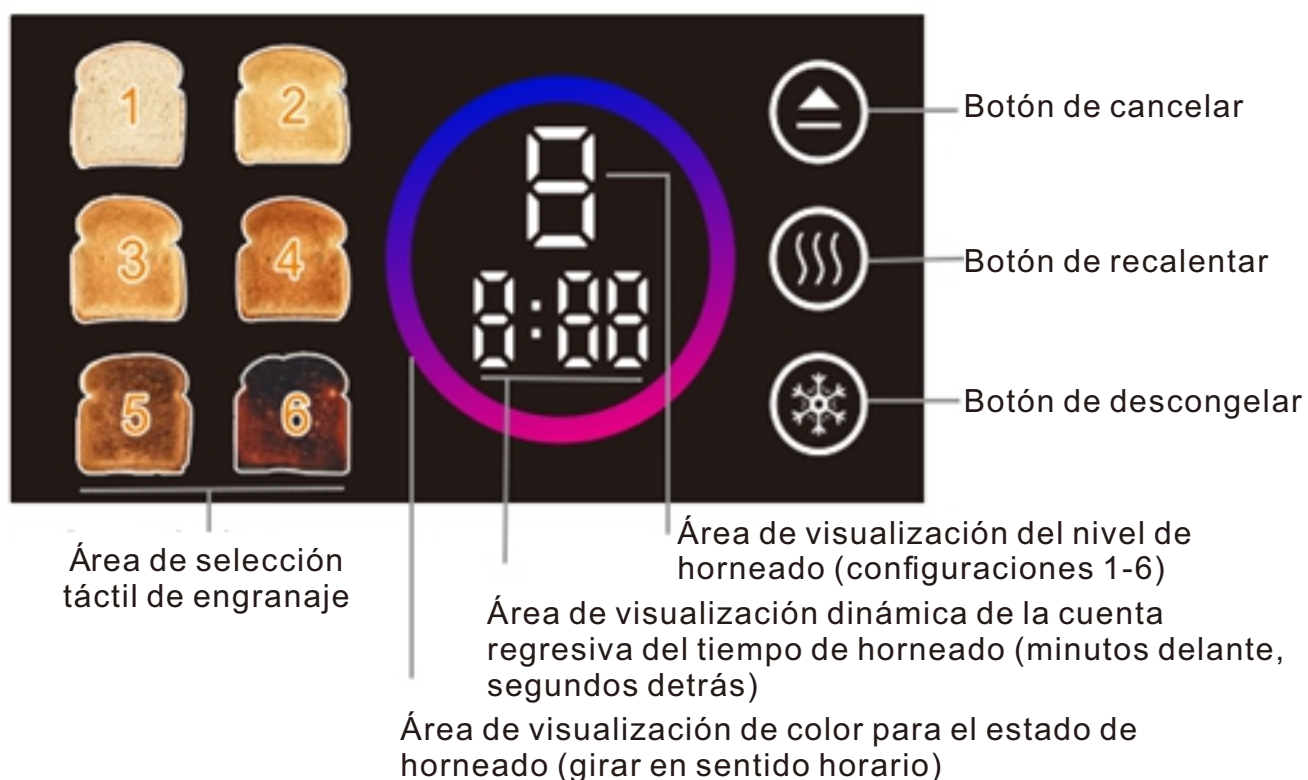 1 2
3 4
5 6
8
8:88
Botón de cancelar
Botón de recalentar
Botón de descongelar
Área de selección
táctil de engranaje
Área de visualización del nivel de
horneado (configuraciones 1-6)
Área de visualización dinámica de la cuenta
regresiva del tiempo de horneado (minutos delante,
segundos detrás)
Área de visualización de color para el estado de
horneado (girar en sentido horario)